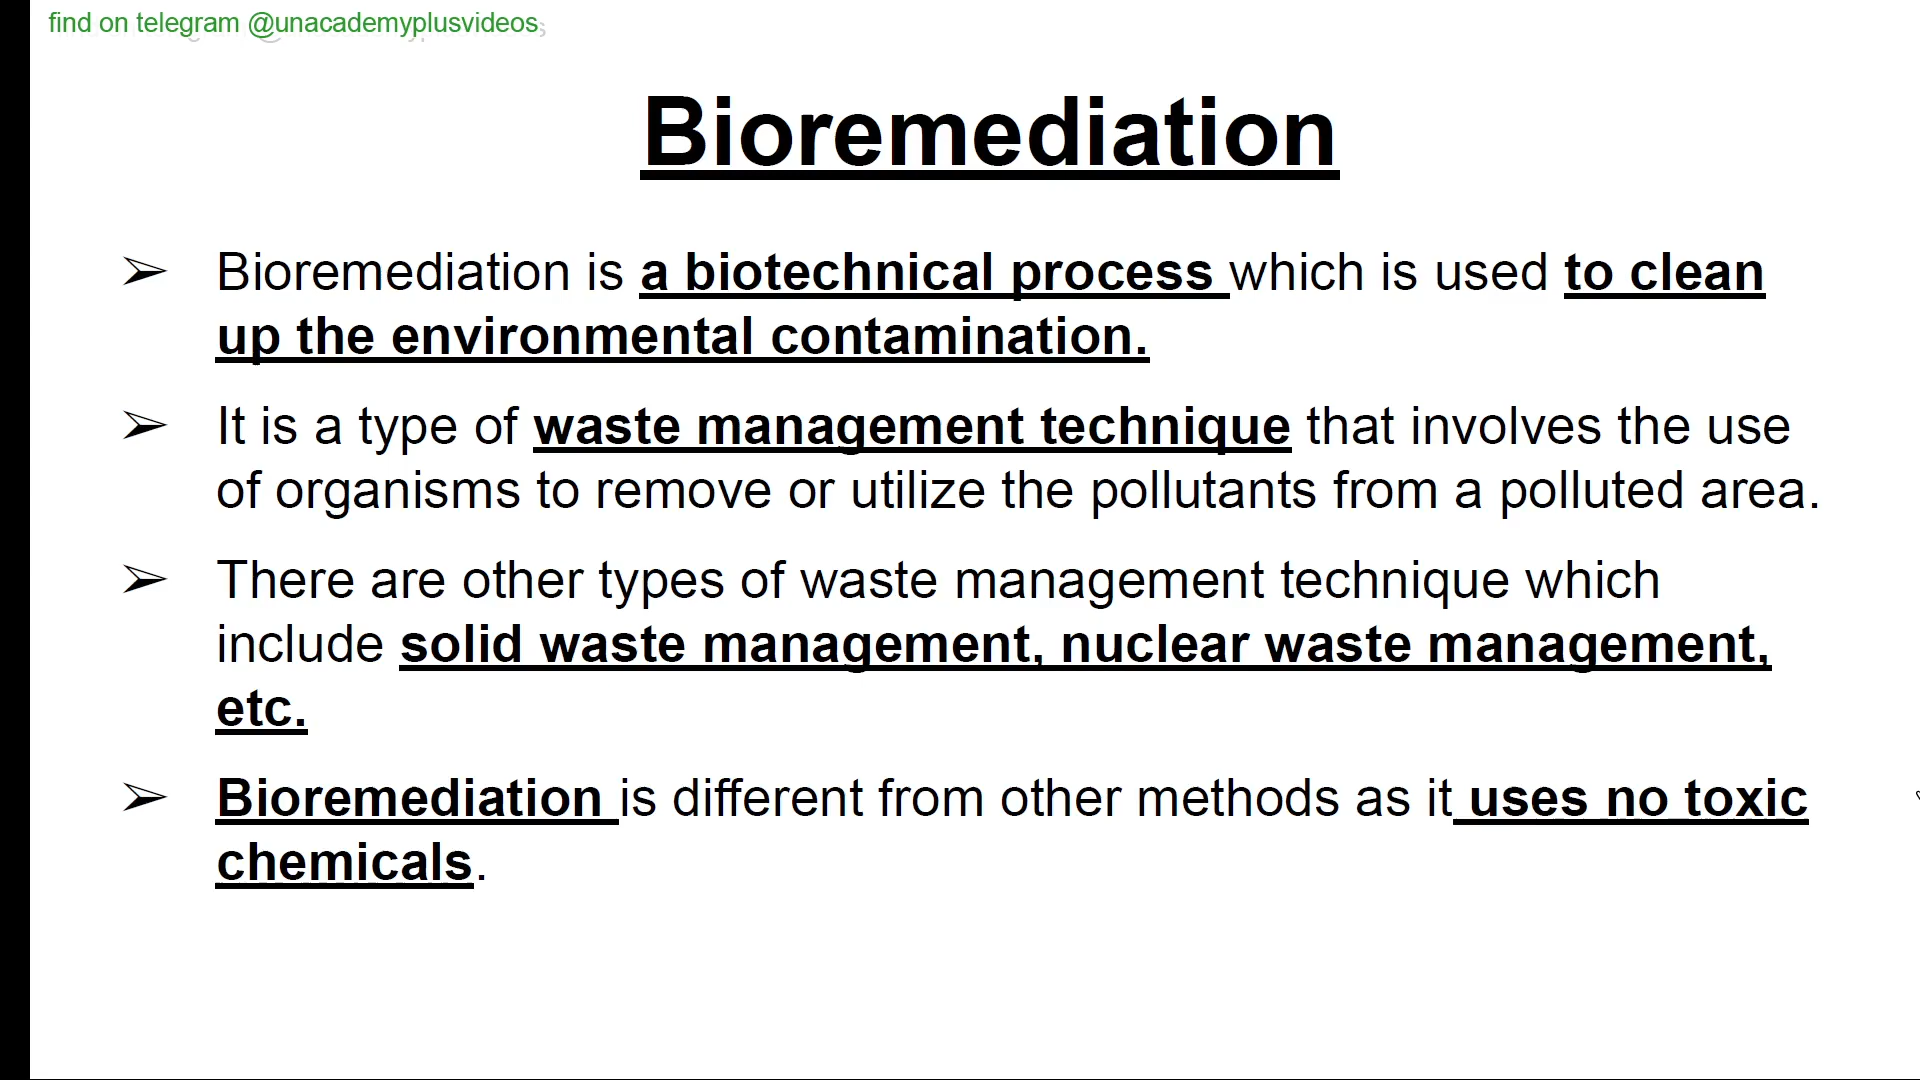 find on telegram @unacademyplusvideos
Bioremediation
➢ Bioremediation is a biotechnical process which is used to clean
up the environmental contamination.
➢ It is a type of waste management technique that involves the use
of organisms to remove or utilize the pollutants from a polluted area.
➢ There are other types of waste management technique which
include solid waste management, nuclear waste management,
etc.
➢ Bioremediation is different from other methods as it uses no toxic
chemicals.